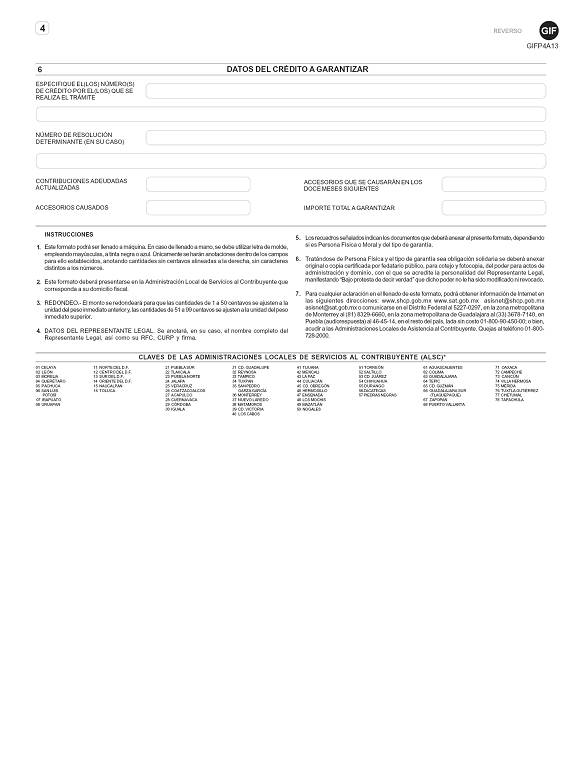 4
REVERSO
GIF
GIFP4A13
6
DATOS DEL CRÉDITO A GARANTIZAR
ESPECIFIQUE EL(LOS) NÚMERO(S)
DE CRÉDITO POR EL(LOS) QUE SE
REALIZA EL TRÁMITE
NÚMERO DE RESOLUCIÓN
DETERMINANTE (EN SU CASO)
CONTRIBUCIONES ADEUDADAS
ACTUALIZADAS
ACCESORIOS QUE SE CAUSARÁN EN LOS
DOCE MESES SIGUIENTES
ACCESORIOS CAUSADOS
IMPORTE TOTAL A GARANTIZAR
INSTRUCCIONES
1. Este formato podrá ser llenado a máquina. En caso de llenado a mano, se debe utilizar letra de molde,
empleando mayúsculas, a tinta negra o azul. Únicamente se harán anotaciones dentro de los campos
para ello establecidos, anotando cantidades sin centavos alineadas a la derecha, sin caracteres
distintos a los números.
2. Este formato deberá presentarse en la Administración Local de Servicios al Contribuyente que
corresponda a su domicilio fiscal.
3. REDONDEO.- El monto se redondeará para que las cantidades de 1 a 50 centavos se ajusten a la
unidad del peso inmediato anterior y, las cantidades de 51 a 99 centavos se ajusten a la unidad del peso
inmediato superior.
4. DATOS DEL REPRESENTANTE LEGAL. Se anotará, en su caso, el nombre completo del
Representante Legal, así como su RFC, CURP y firma.
5. Los recuadros señalados indican los documentos que deberá anexar al presente formato, dependiendo
si es Persona Física o Moral y del tipo de garantía.
6. Tratándose de Persona Física y el tipo de garantía sea obligación solidaria se deberá anexar
original o copia certificada por fedatario público, para cotejo y fotocopia, del poder para actos de
administración y dominio, con el que se acredite la personalidad del Representante Legal,
manifestando "Bajo protesta de decir verdad" que dicho poder no le ha sido modificado ni revocado.
7. Para cualquier aclaración en el llenado de este formato, podrá obtener información de Internet en
las siguientes direcciones: www.shcp.gob.mx www.sat.gob.mx asisnet@shcp.gob.mx
asisnet@sat.gob.mx o comunicarse en el Distrito Federal al 5227-0297, en la zona metropolitana
de Monterrey al (81) 8329-6660, en la zona metropolitana de Guadalajara al (33) 3678-7140, en
Puebla (audiorespuesta) al 46-45-14, en el resto del país, lada sin costo 01-800-90-450-00; o bien,
acudir a las Administraciones Locales de Asistencia al Contribuyente. Quejas al teléfono 01-800-
728-2000.
CLAVES DE LAS ADMINISTRACIONES LOCALES DE SERVICIOS AL CONTRIBUYENTE (ALSC)*
01 CELAYA
02 LEÓN
03 MORELIA
04 QUERÉTARO
05 PACHUCA
06 SAN LUIS
POTOSÍ
07 IRAPUATO
08 URUAPAN
11 NORTE DEL D.F.
12 CENTRO DEL D.F.
13 SUR DEL D.F.
14 ORIENTE DEL D.F.
15 NAUCALPAN
16 TOLUCA
21 PUEBLA SUR
22 TLAXCALA
23 PUEBLA NORTE
24 JALAPA
25 VERACRUZ
26 COATZACOALCOS
27 ACAPULCO
28 CUERNAVACA
29 CÓRDOBA
30 IGUALA
31 CD. GUADALUPE
32 REYNOSA
33 TAMPICO
34 TUXPAN
35 SAN PEDRO
GARZA GARCÍA
36 MONTERREY
37 NUEVO LAREDO
38 MATAMOROS
39 CD. VICTORIA
40 LOS CABOS
41 TIJUANA
42 MEXICALI
43 LA PAZ
44 CULIACÁN
45 CD. OBREGÓN
46 HERMOSILLO
47 ENSENADA
48 LOS MOCHIS
49 MAZATLÁN
50 NOGALES
51 TORREÓN
52 SALTILLO
53 CD. JUÁREZ
54 CHIHUAHUA
55 DURANGO
56 ZACATECAS
57 PIEDRAS NEGRAS
61 AGUASCALIENTES
62 COLIMA
63 GUADALAJARA
64 TEPIC
65 CD. GUZMÁN
66 GUADALAJARA SUR
(TLAQUEPAQUE)
67 ZAPOPAN
68 PUERTO VALLARTA
71 OAXACA
72 CAMPECHE
73 CANCÚN
74 VILLA HERMOSA
75 MÉRIDA
76 TUXTLA GUTIÉRREZ
77 CHETUMAL
78 TAPACHULA